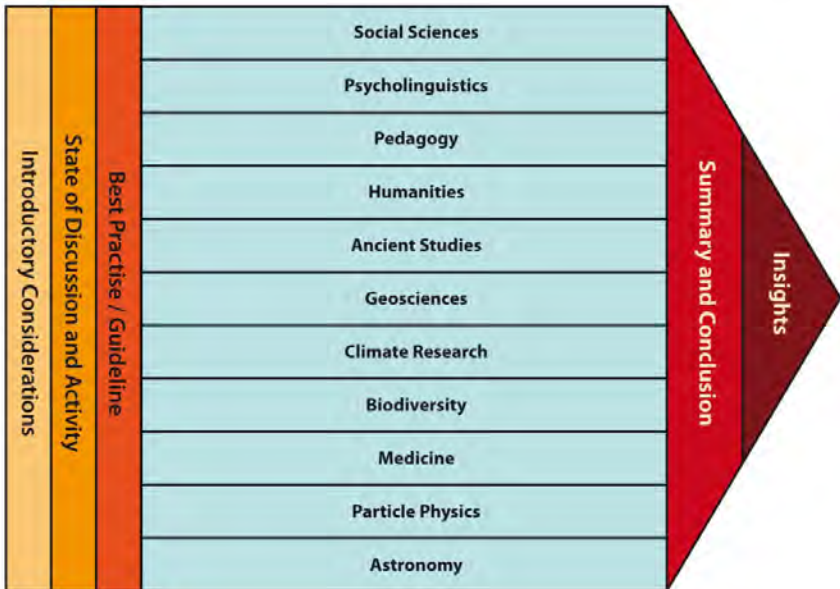 Introductory Considerations
State of Discussion and Activity
Best Practise / Guideline
Social Sciences
Psycholinguistics
Pedagogy
Humanities
Ancient Studies
Geosciences
Climate Research
Biodiversity
Medicine
Particle Physics
Astronomy
Summary and Conclusion
Insights